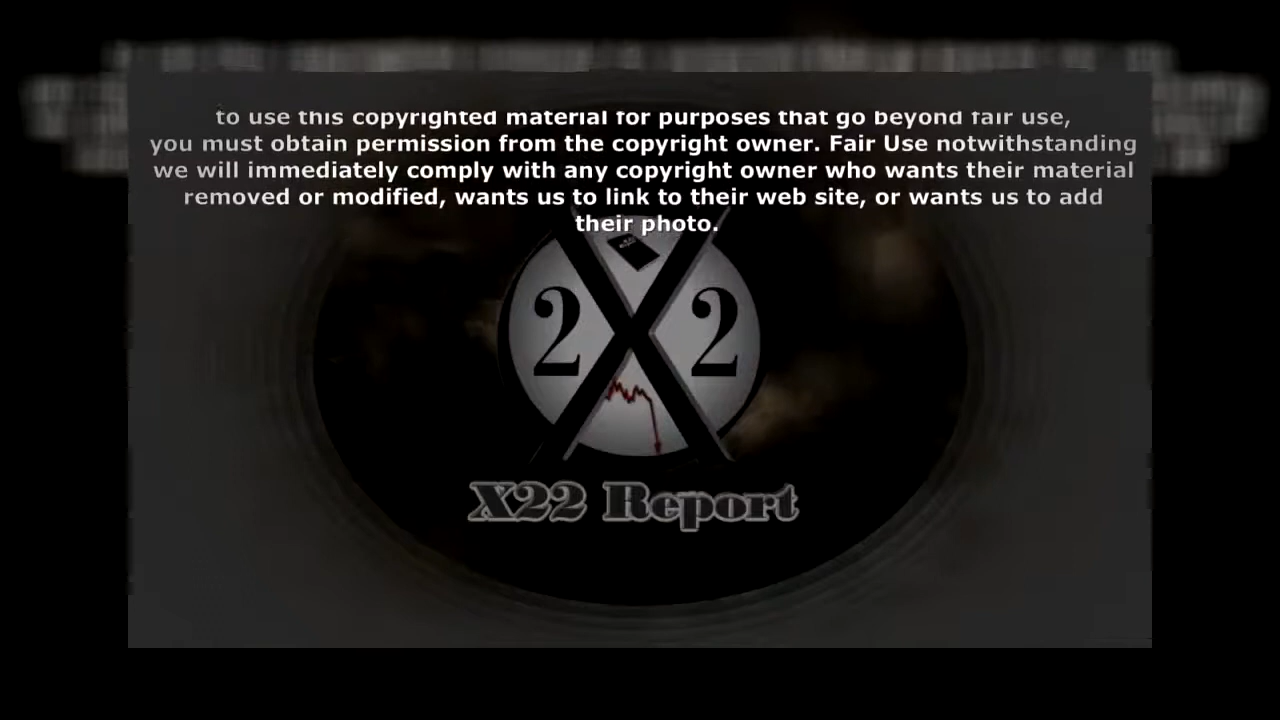 to use this copyrighted material for purposes that go beyond fair use,
you must obtain permission from the copyright owner. Fair Use notwithstanding
we will immediately comply with any copyright owner who wants their material
removed or modified, wants us to link to their web site, or wants us to add
their photo.
2 X 2
X22 Report